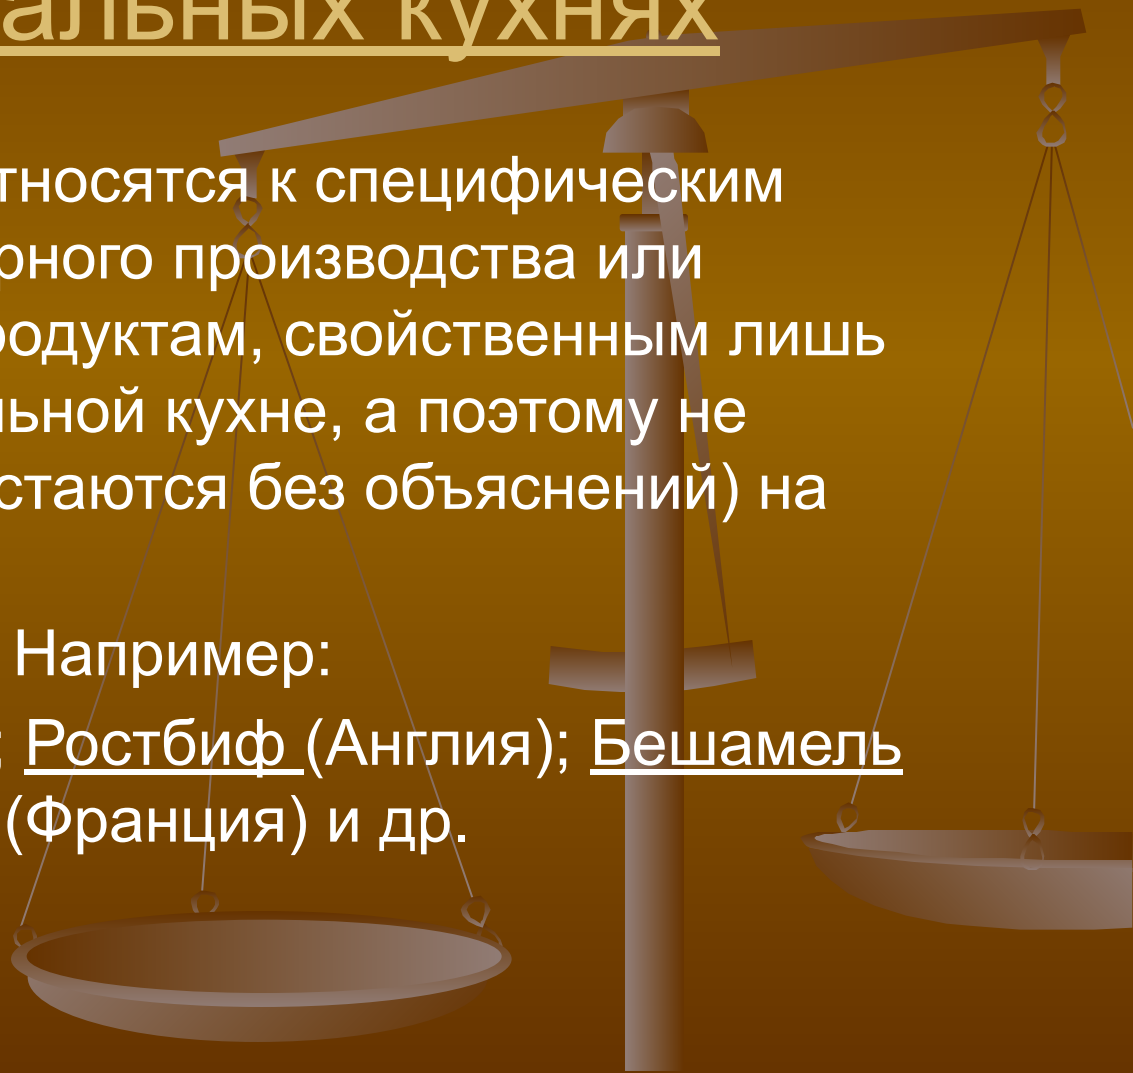 альных кухнях
тносятся к специфическим
рного производства или
родуктам, свойственным лишь
льной кухне, а поэтому не
стаются без объяснений) на
Например:
; Ростбиф (Англия); Бешамель
(Франция) и др.